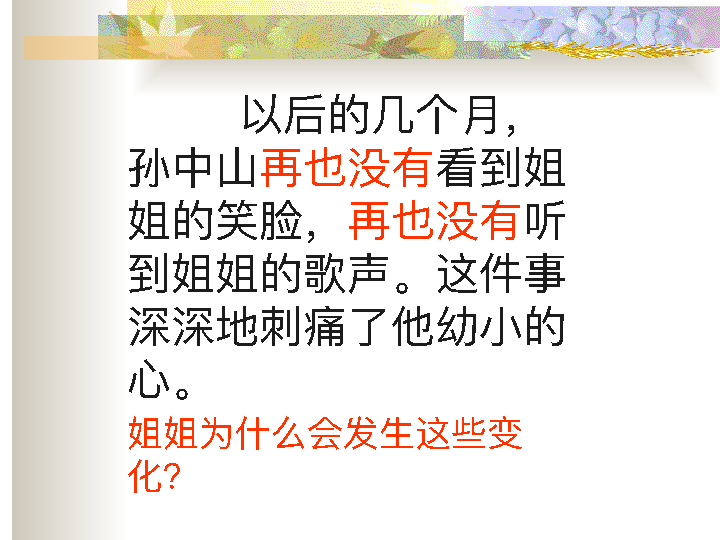 以后的几个月，
孙中山再也没有看到姐
姐的笑脸，再也没有听
到姐姐的歌声。这件事
深深地刺痛了他幼小的
心。
姐姐为什么会发生这些变
化?